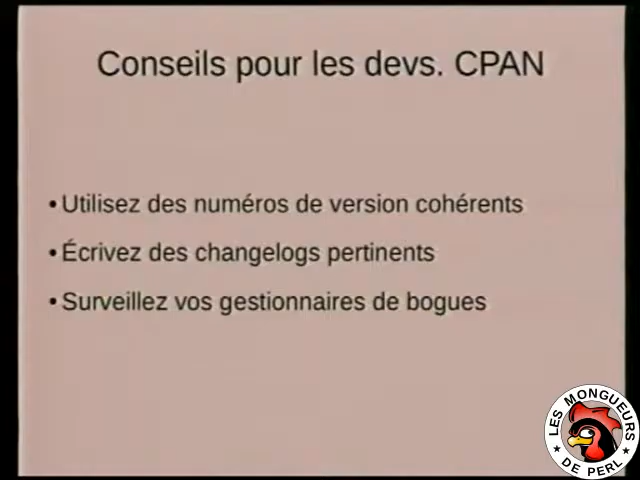 Conseils pour les devs. CPAN
• Utilisez des numéros de version cohérents
• Écrivez des changelogs pertinents
• Surveillez vos gestionnaires de bogues
LES MONGUEURS
★ DE PERL ★